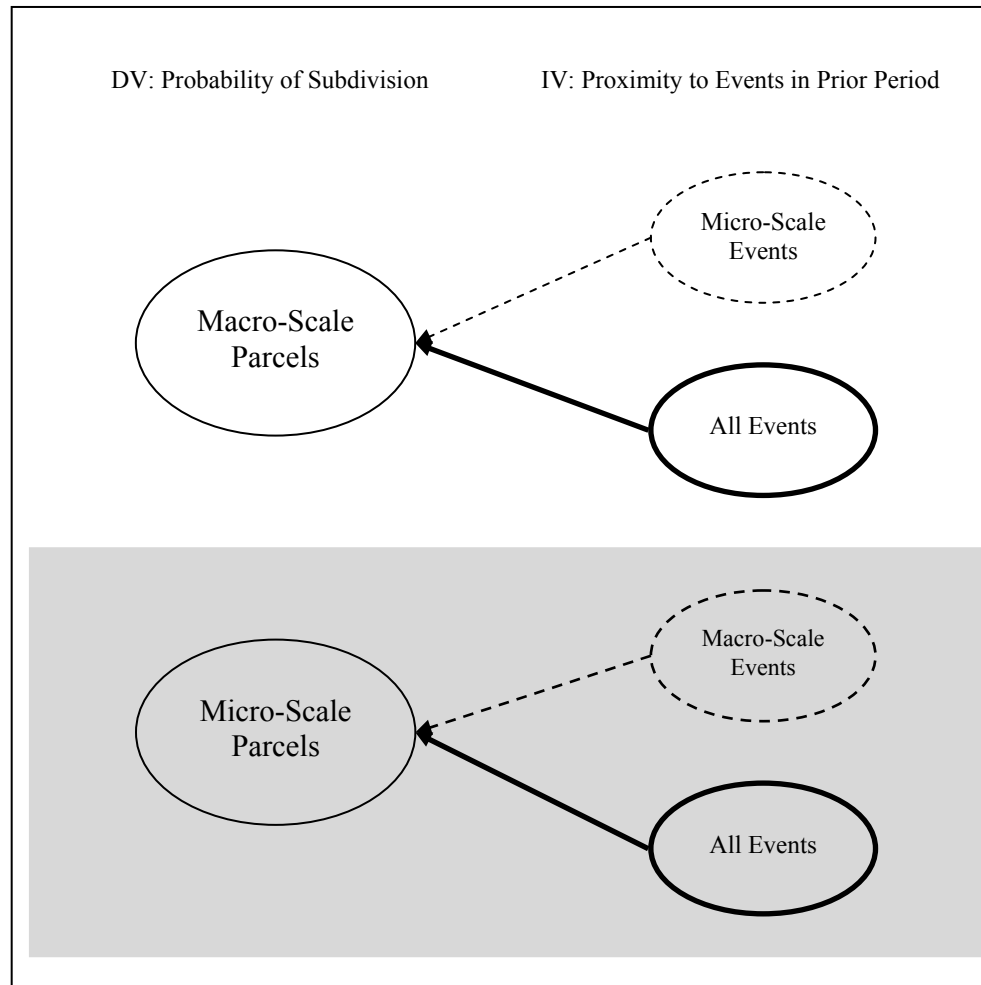 DV: Probability of Subdivision
IV: Proximity to Events in Prior Period
Micro-Scale
Events
Macro-Scale
Parcels
All Events
Macro-Scale
Events
Micro-Scale
Parcels
All Events